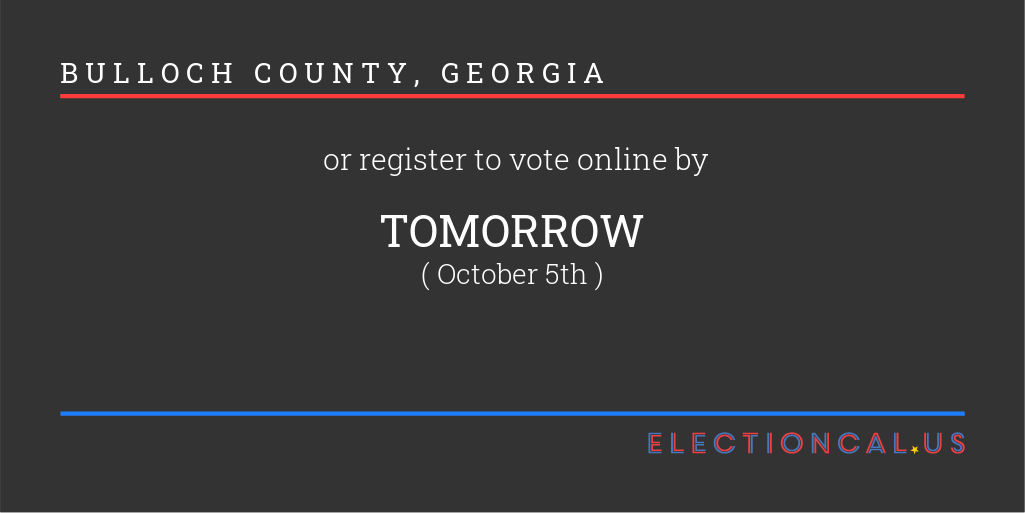 BULLOCH COUNTY, GEORGIA
or register to vote online by
TOMORROW
( October 5th )
ELECTIONCAL.US